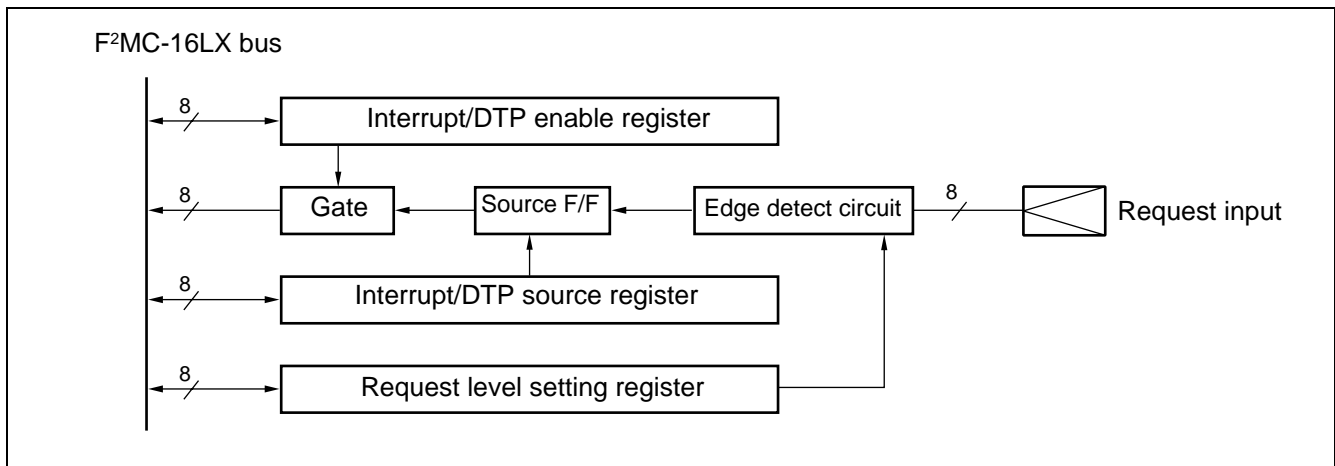 F²MC-16LX bus
8
Interrupt/DTP enable register
8
Gate
Source F/F
Edge detect circuit
8
Request input
8
Interrupt/DTP source register
8
Request level setting register